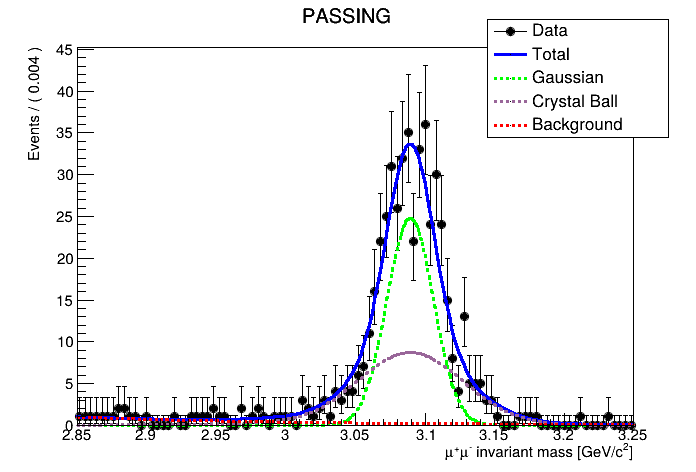 PASSING
Data
Total
Gaussian
Crystal Ball
Background
Events / ( 0.004 )
45
40
35
30
25
20
15
10
5
0
2.85 2.9 2.95 3 3.05 3.1 3.15 3.2 3.25
μ⁺μ⁻ invariant mass [GeV/c²]